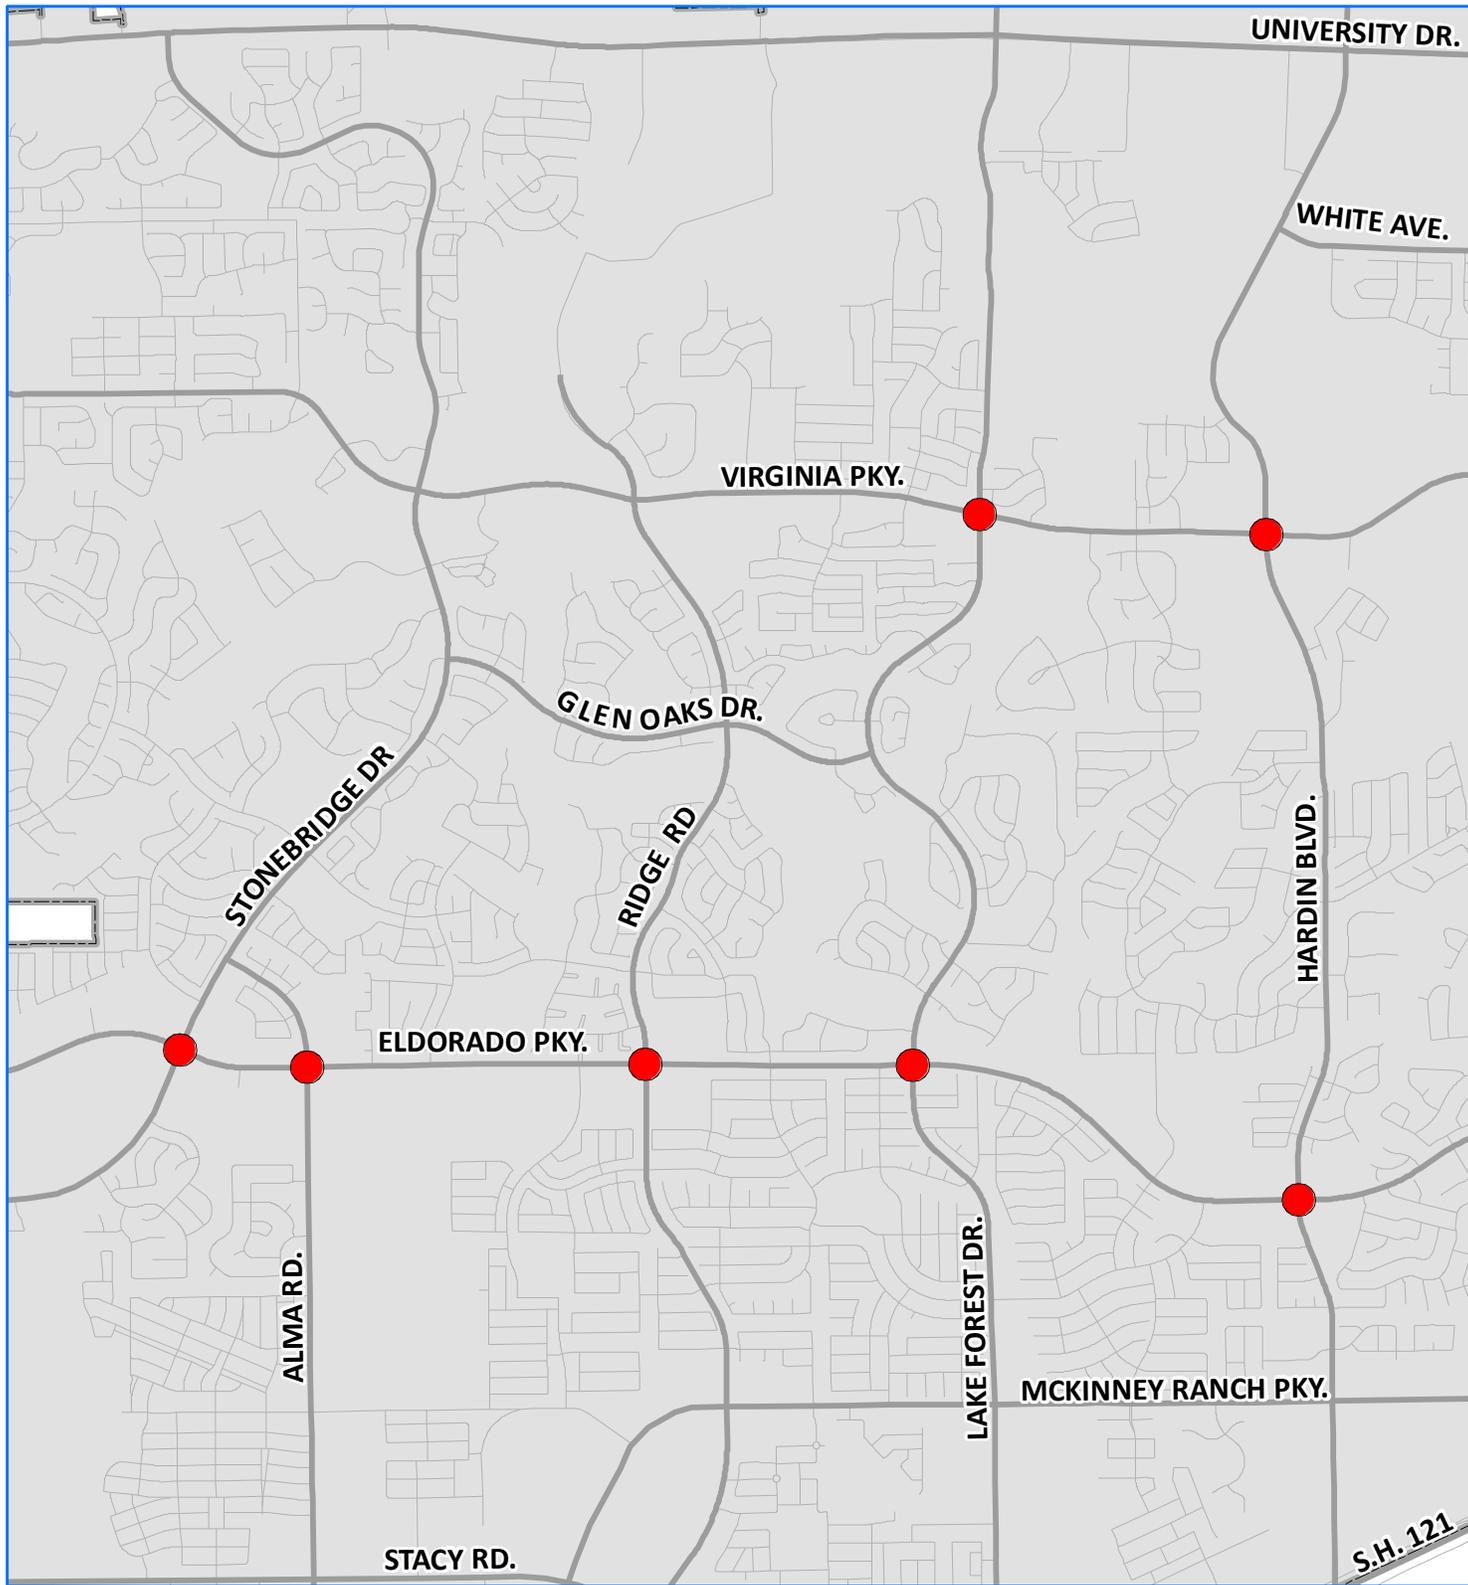 UNIVERSITY DR.
WHITE AVE.
VIRGINIA PKY.
GLEN OAKS DR.
STONEBRIDGE DR
RIDGE RD
HARDIN BLVD.
ELDORADO PKY.
ALMA RD.
LAKE FOREST DR.
MCKINNEY RANCH PKY.
STACY RD.
S.H. 121